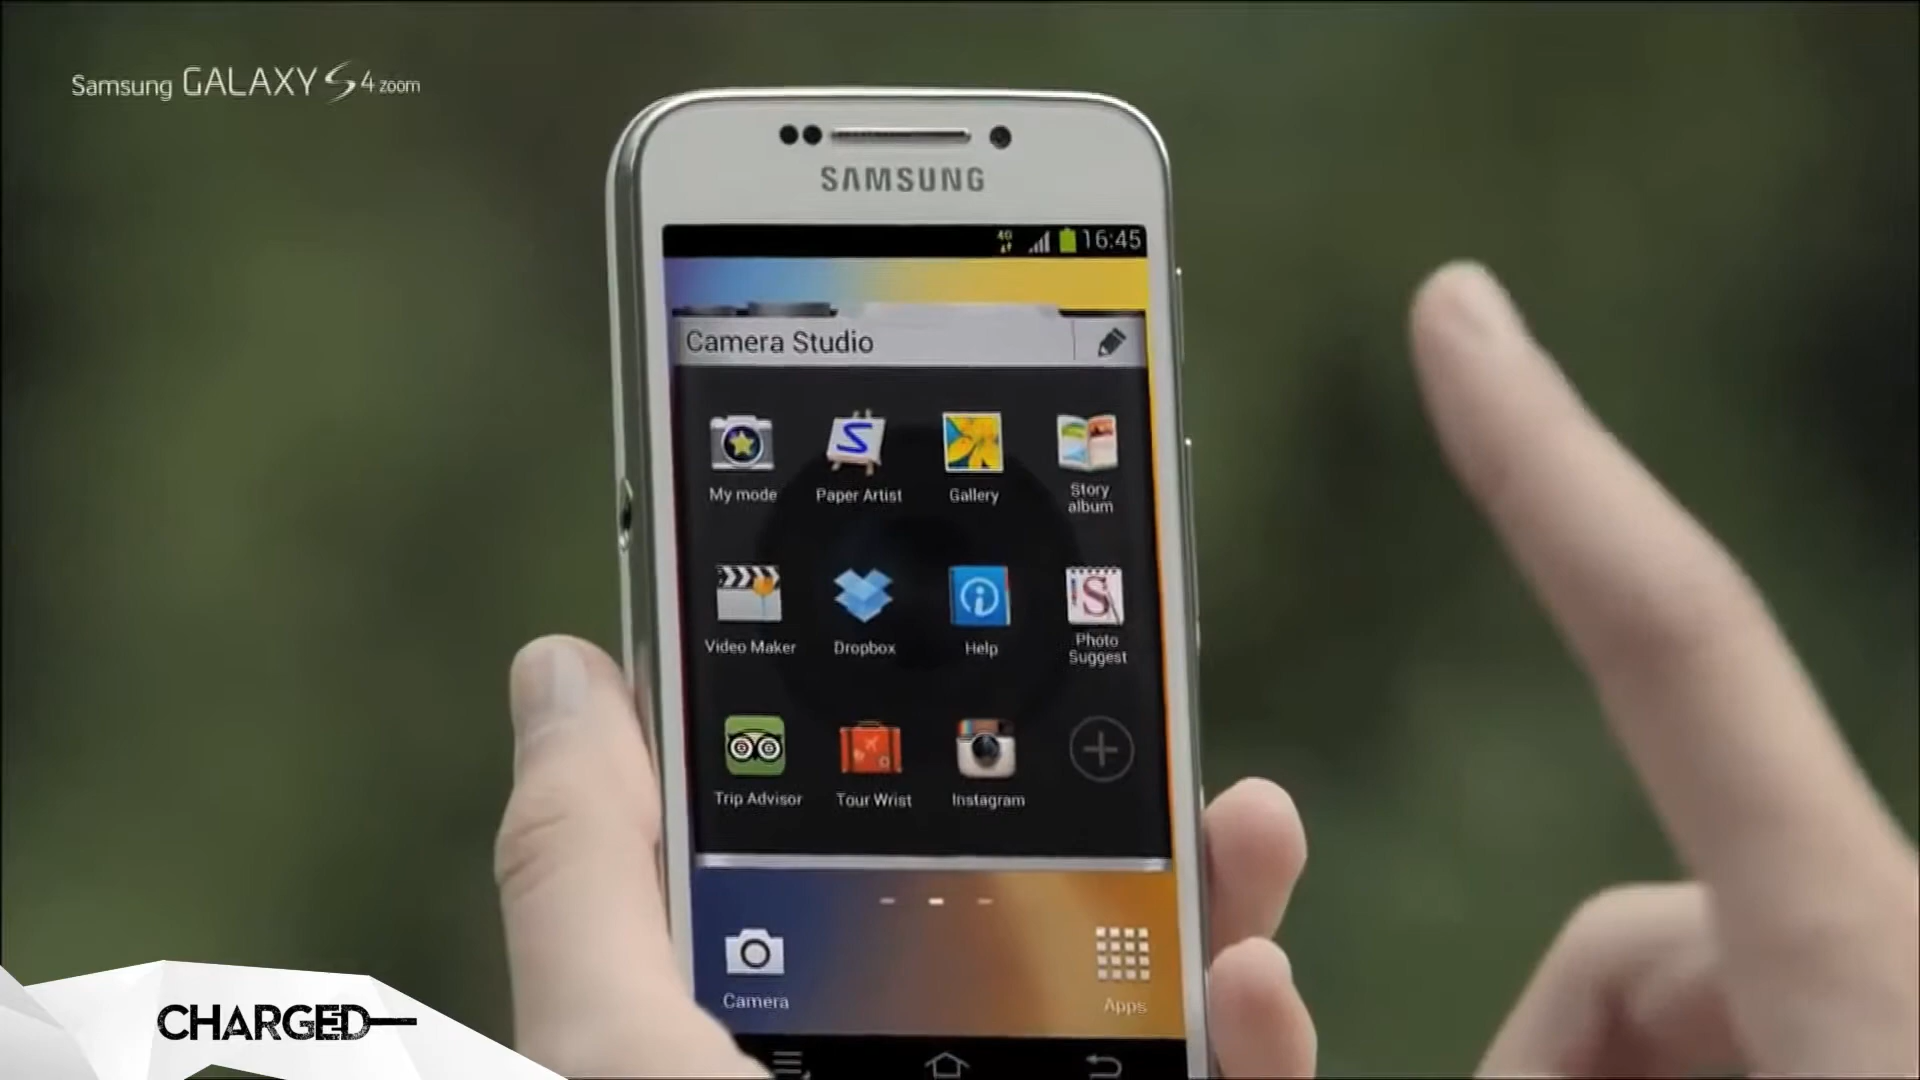 Samsung GALAXY S4 zoom
SAMSUNG
4G 16:45
Camera Studio
My mode Paper Artist Gallery Story album
Video Maker Dropbox Help Photo Suggest
Trip Advisor Tour Wrist Instagram
Camera Apps
CHARGED